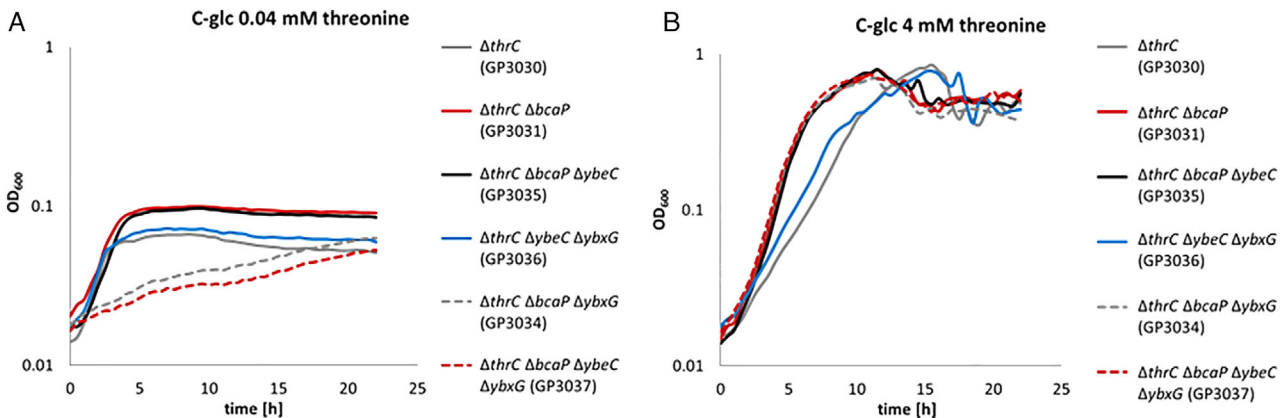 A
C-glc 0.04 mM threonine
OD600
1
0.1
0.01
0 5 10 15 20 25
time [h]
ΔthrC
(GP3030)
ΔthrC ΔbcaP
(GP3031)
ΔthrC ΔbcaP ΔybeC
(GP3035)
ΔthrC ΔybeC ΔybxG
(GP3036)
ΔthrC ΔbcaP ΔybxG
(GP3034)
ΔthrC ΔbcaP ΔybeC
ΔybxG (GP3037)
B
C-glc 4 mM threonine
OD600
1
0.1
0.01
0 5 10 15 20 25
time [h]
ΔthrC
(GP3030)
ΔthrC ΔbcaP
(GP3031)
ΔthrC ΔbcaP ΔybeC
(GP3035)
ΔthrC ΔybeC ΔybxG
(GP3036)
ΔthrC ΔbcaP ΔybxG
(GP3034)
ΔthrC ΔbcaP ΔybeC
ΔybxG (GP3037)